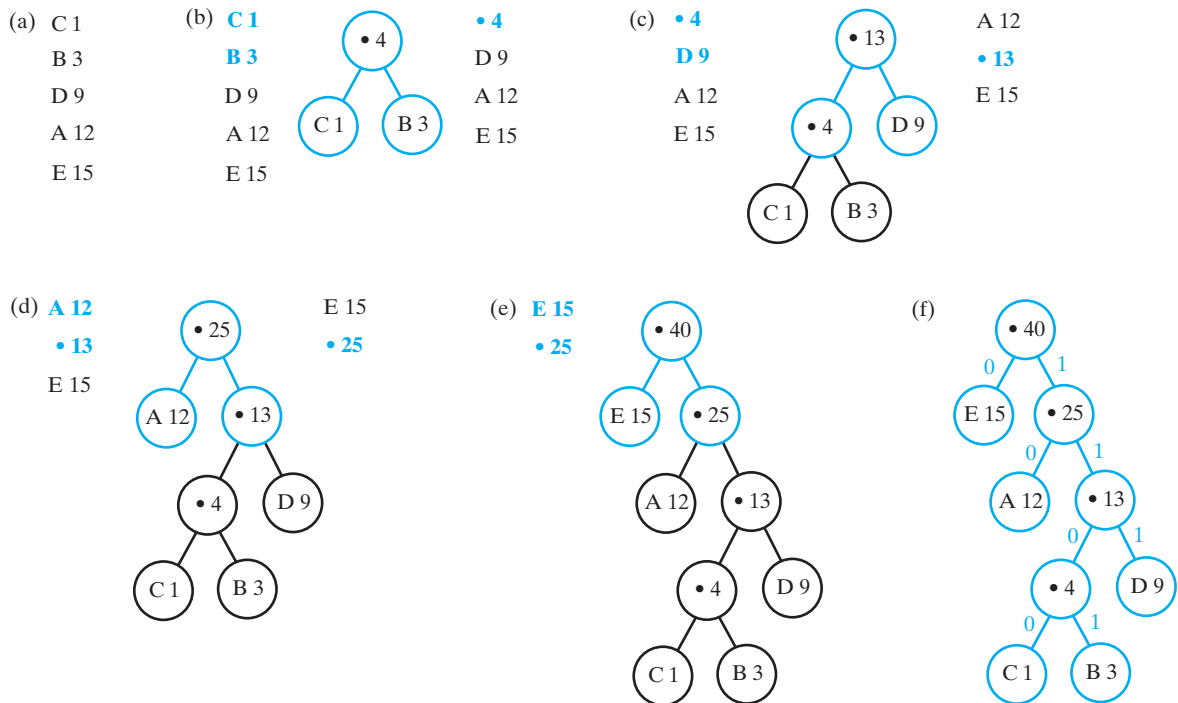 (a) C 1
B 3
D 9
A 12
E 15
(b) C 1
B 3
D 9
A 12
E 15
• 4
C 1 B 3
• 4
D 9
A 12
E 15
(c) • 4
D 9
A 12
E 15
• 13
• 4 D 9
C 1 B 3
A 12
• 13
E 15
(d) A 12
• 13
E 15
• 25
A 12 • 13
• 4 D 9
C 1 B 3
E 15
• 25
(e) E 15
• 25
• 40
E 15 • 25
A 12 • 13
• 4 D 9
C 1 B 3
(f)
• 40
0 1
E 15 • 25
0 1
A 12 • 13
0 1
• 4 D 9
0 1
C 1 B 3